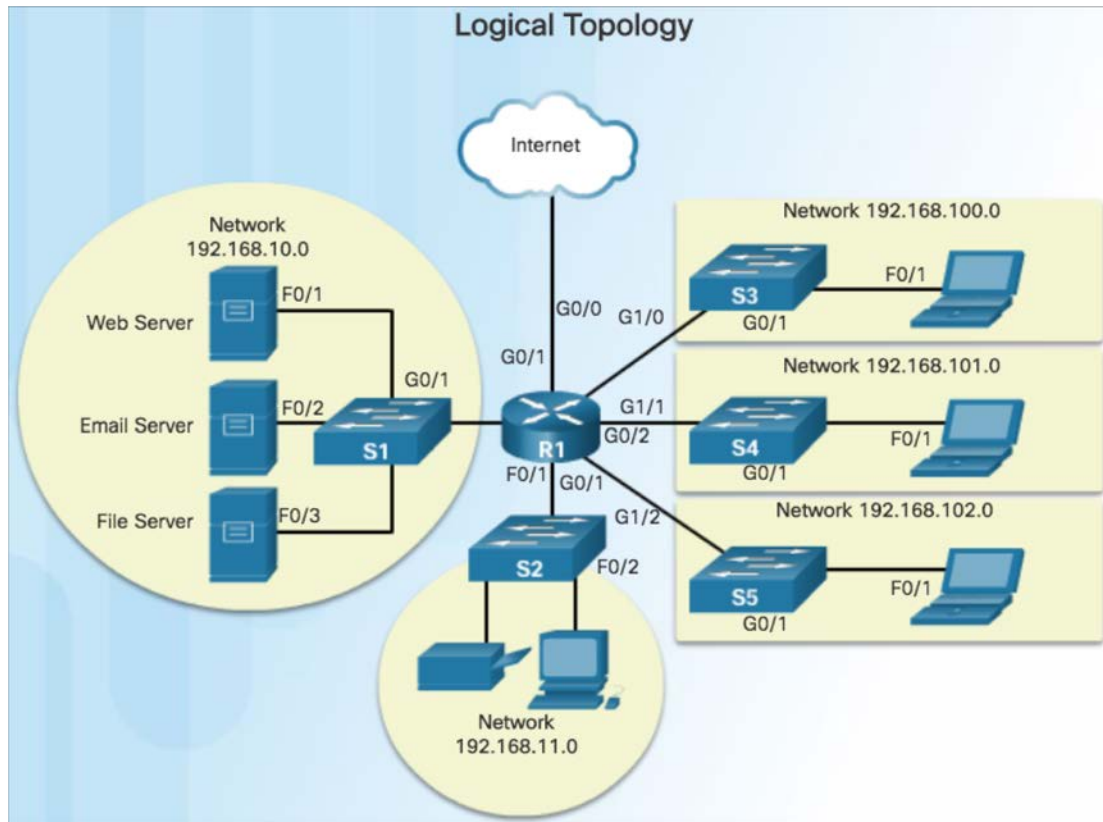 Logical Topology
Internet
Network
192.168.10.0
Web Server
F0/1
Email Server
F0/2
File Server
F0/3
G0/1
S1
G0/0
G0/1
G1/0
R1
G1/1
G0/2
F0/1
G0/1
G1/2
S2
F0/2
Network
192.168.11.0
Network 192.168.100.0
S3
F0/1
G0/1
Network 192.168.101.0
S4
F0/1
G0/1
Network 192.168.102.0
S5
F0/1
G0/1